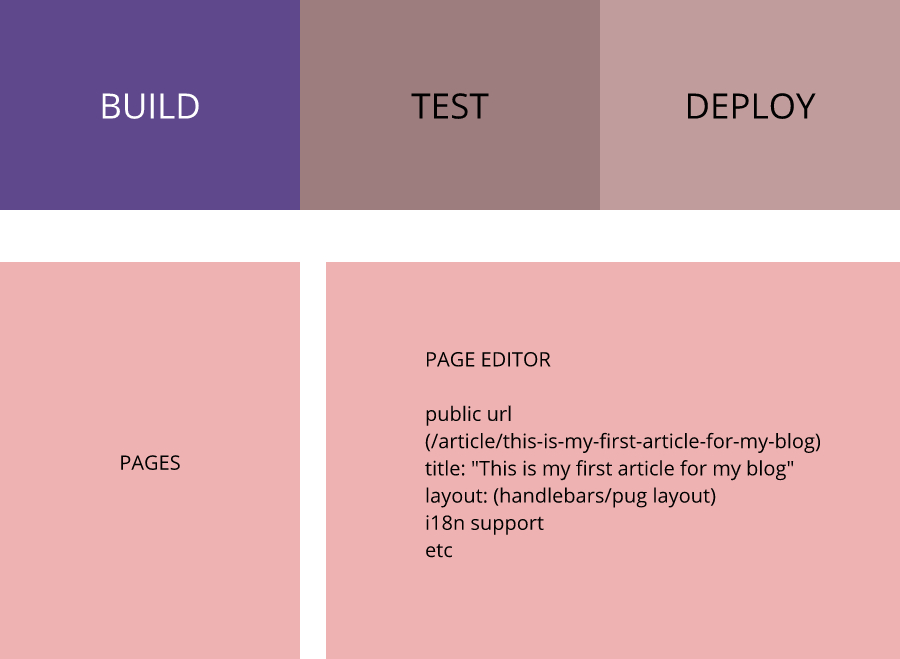 BUILD
TEST
DEPLOY
PAGES
PAGE EDITOR
public url
(/article/this-is-my-first-article-for-my-blog)
title: "This is my first article for my blog"
layout: (handlebars/pug layout)
i18n support
etc